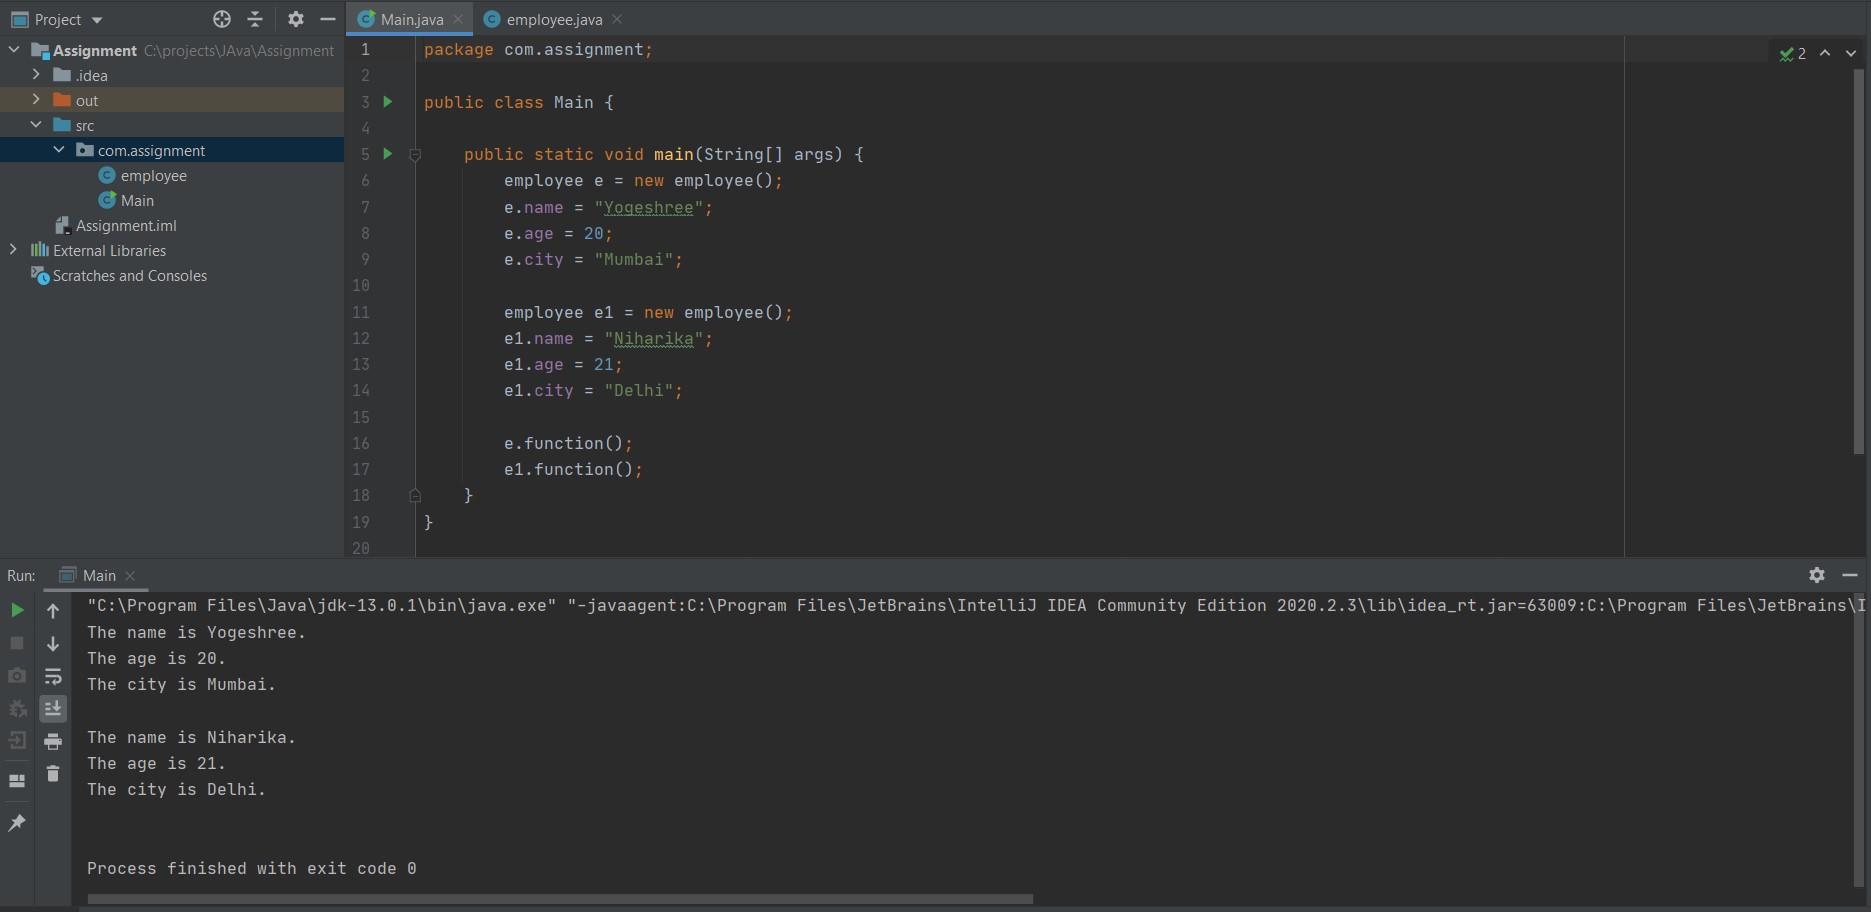 Project
Assignment C:\projects\JAva\Assignment
.idea
out
src
com.assignment
employee
Main
Assignment.iml
External Libraries
Scratches and Consoles
Main.java
employee.java
2
1 package com.assignment;
2
3 public class Main {
4
5 public static void main(String[] args) {
6 employee e = new employee();
7 e.name = "Yogeshree";
8 e.age = 20;
9 e.city = "Mumbai";
10
11 employee e1 = new employee();
12 e1.name = "Niharika";
13 e1.age = 21;
14 e1.city = "Delhi";
15
16 e.function();
17 e1.function();
18 }
19 }
20
Run: Main
"C:\Program Files\Java\jdk-13.0.1\bin\java.exe" "-javaagent:C:\Program Files\JetBrains\IntelliJ IDEA Community Edition 2020.2.3\lib\idea_rt.jar=63009:C:\Program Files\JetBrains\I
The name is Yogeshree.
The age is 20.
The city is Mumbai.
The name is Niharika.
The age is 21.
The city is Delhi.
Process finished with exit code 0